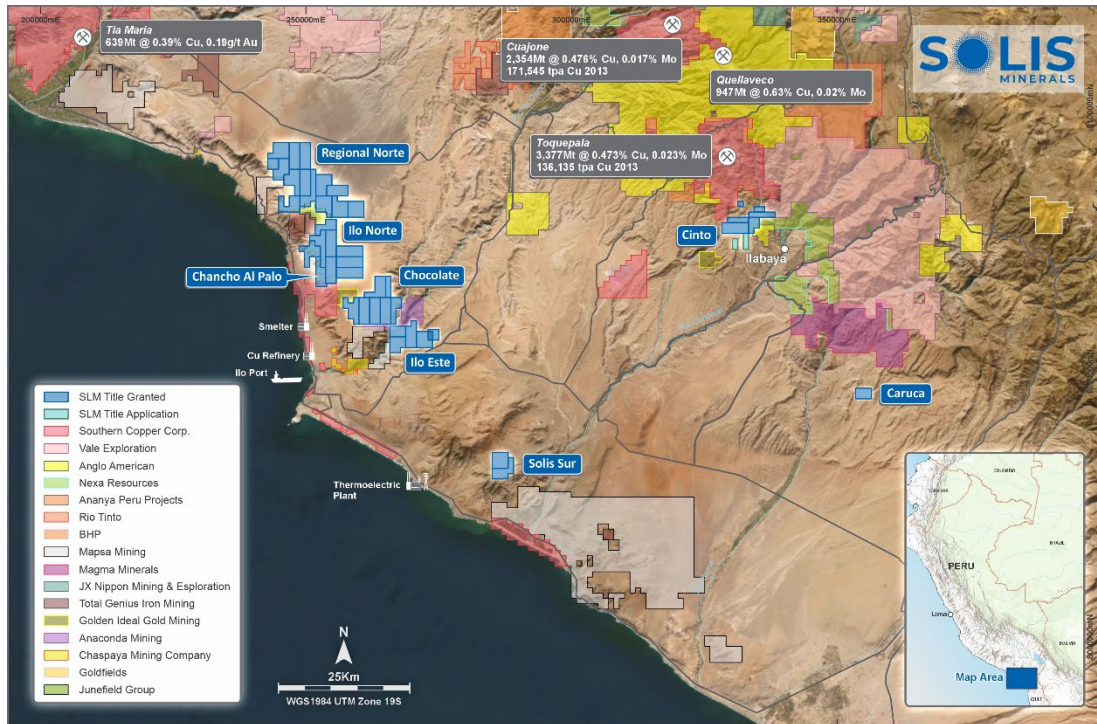 200000mE
250000mE
300000mE
350000mE
Tia Maria
639Mt @ 0.39% Cu, 0.19g/t Au
Cuajone
2,354Mt @ 0.476% Cu, 0.017% Mo
171,545 tpa Cu 2013
Quellaveco
947Mt @ 0.63% Cu, 0.02% Mo
SOLIS
MINERALS
Toquepala
3,377Mt @ 0.473% Cu, 0.023% Mo
136,135 tpa Cu 2013
Regional Norte
Ilo Norte
Cinto
Ilabaya
Chancho Al Palo
Chocolate
Smelter
Cu Refinery
Ilo Port
Ilo Este
Caruca
Solis Sur
Thermoelectric
Plant
SLM Title Granted
SLM Title Application
Southern Copper Corp.
Vale Exploration
Anglo American
Nexa Resources
Ananya Peru Projects
Rio Tinto
BHP
Mapsa Mining
Magma Minerals
JX Nippon Mining & Esploration
Total Genius Iron Mining
Golden Ideal Gold Mining
Anaconda Mining
Chaspaya Mining Company
Goldfields
Junefield Group
N
25Km
WGS1984 UTM Zone 19S
COLOMBIA
BRAZIL
PERU
Lima
BOLIVIA
Map Area